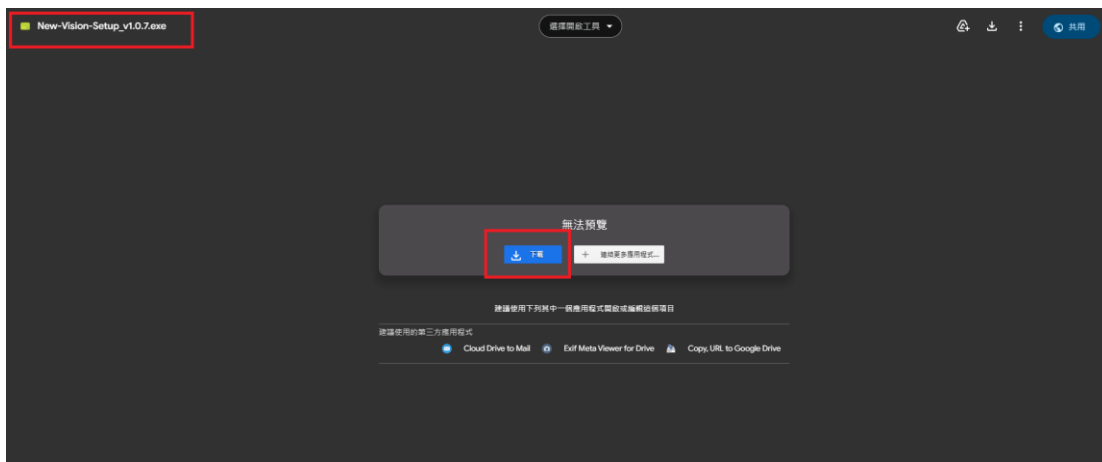 New-Vision-Setup_v1.0.7.exe
選擇開啟工具
共用
無法預覽
下載
連結更多應用程式...
建議使用下列其中一個應用程式開啟或編輯這個項目
建議使用的第三方應用程式
Cloud Drive to Mail Exif Meta Viewer for Drive Copy, URL to Google Drive